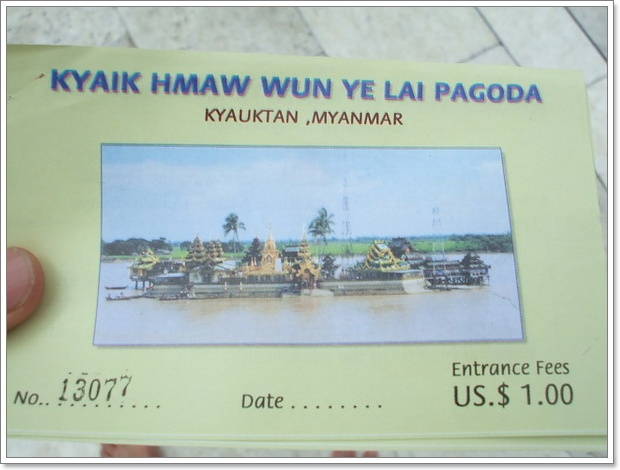 KYAIK HMAW WUN YE LAI PAGODA
KYAUKTAN ,MYANMAR
No.. 13077
Date ........
Entrance Fees
US.$ 1.00